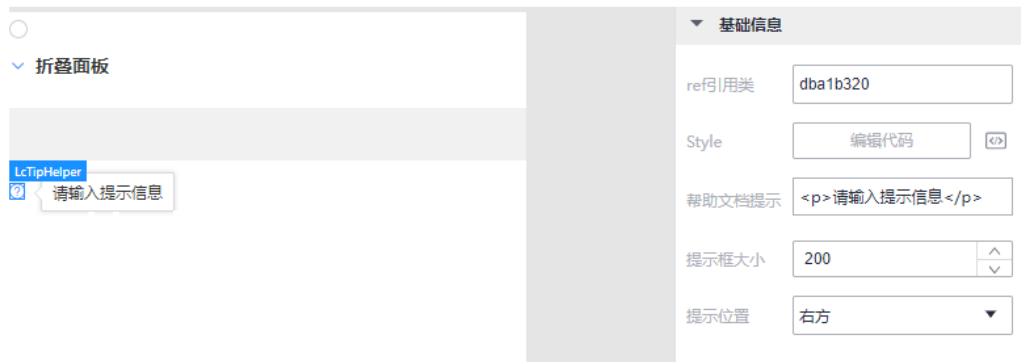 折叠面板
LcTipHelper
请输入提示信息
基础信息
ref引用类
dba1b320
Style
编辑代码
帮助文档提示
<p>请输入提示信息</p>
提示框大小
200
提示位置
右方